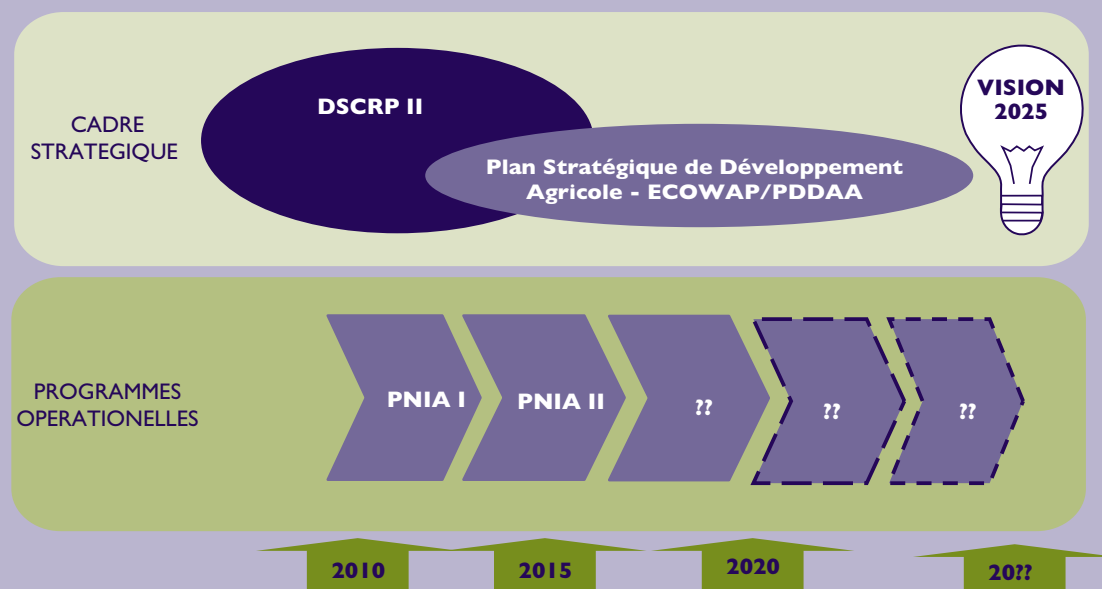 CADRE
STRATEGIQUE
DSCRP II
Plan Stratégique de Développement
Agricole - ECOWAP/PDDAA
VISION
2025
PROGRAMMES
OPERATIONELLES
PNIA I
PNIA II
??
??
??
2010
2015
2020
20??